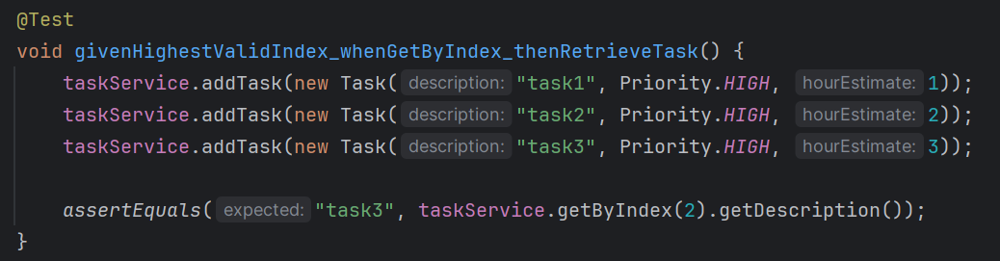 @Test
void givenHighestValidIndex_whenGetByIndex_thenRetrieveTask() {
taskService.addTask(new Task( description: "task1", Priority.HIGH, hourEstimate: 1));
taskService.addTask(new Task( description: "task2", Priority.HIGH, hourEstimate: 2));
taskService.addTask(new Task( description: "task3", Priority.HIGH, hourEstimate: 3));
assertEquals( expected: "task3", taskService.getByIndex(2).getDescription());
}